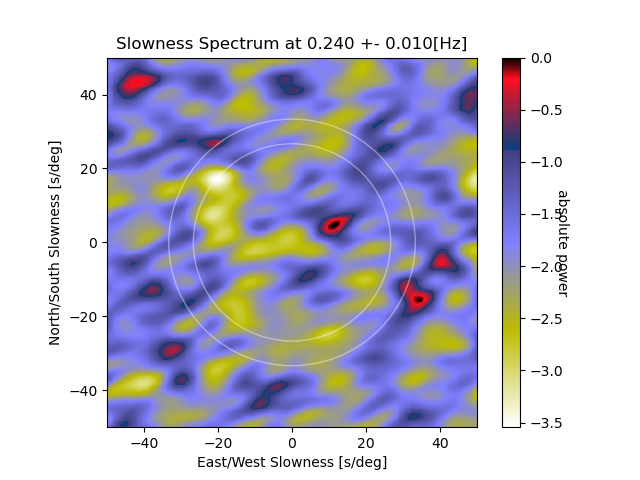 Slowness Spectrum at 0.240 +- 0.010[Hz]
North/South Slowness [s/deg]
40
20
0
−20
−40
−40 −20 0 20 40
East/West Slowness [s/deg]
0.0
−0.5
−1.0
−1.5
−2.0
−2.5
−3.0
−3.5
absolute power